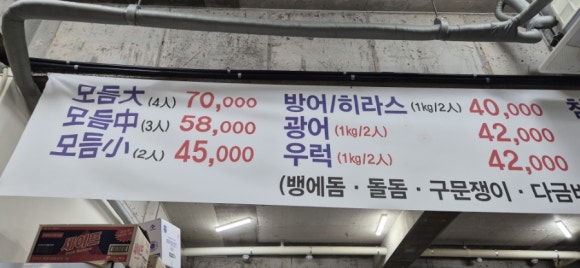 모듬大 (4人) 70,000
모듬中 (3人) 58,000
모듬小 (2人) 45,000
방어/히라스 (1kg/2人) 40,000
광어 (1kg/2人) 42,000
우럭 (1kg/2人) 42,000
(뱅에돔 · 돌돔 · 구문쟁이 · 다금바